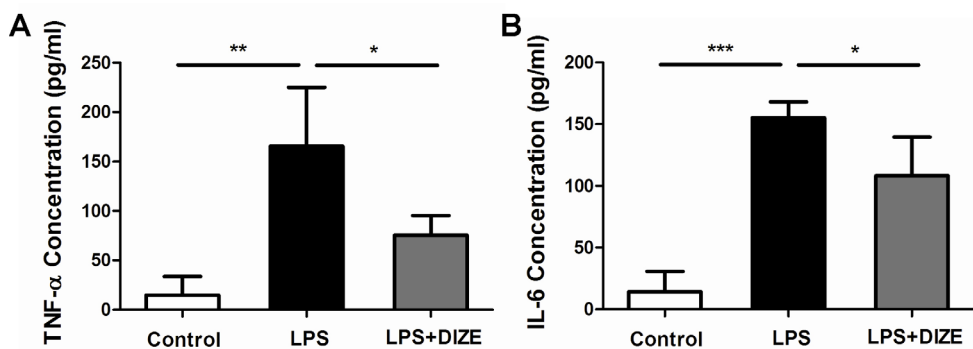 A
** *
TNF-α Concentration (pg/ml)
250
200
150
100
50
0
Control LPS LPS+DIZE
B
*** *
IL-6 Concentration (pg/ml)
200
150
100
50
0
Control LPS LPS+DIZE